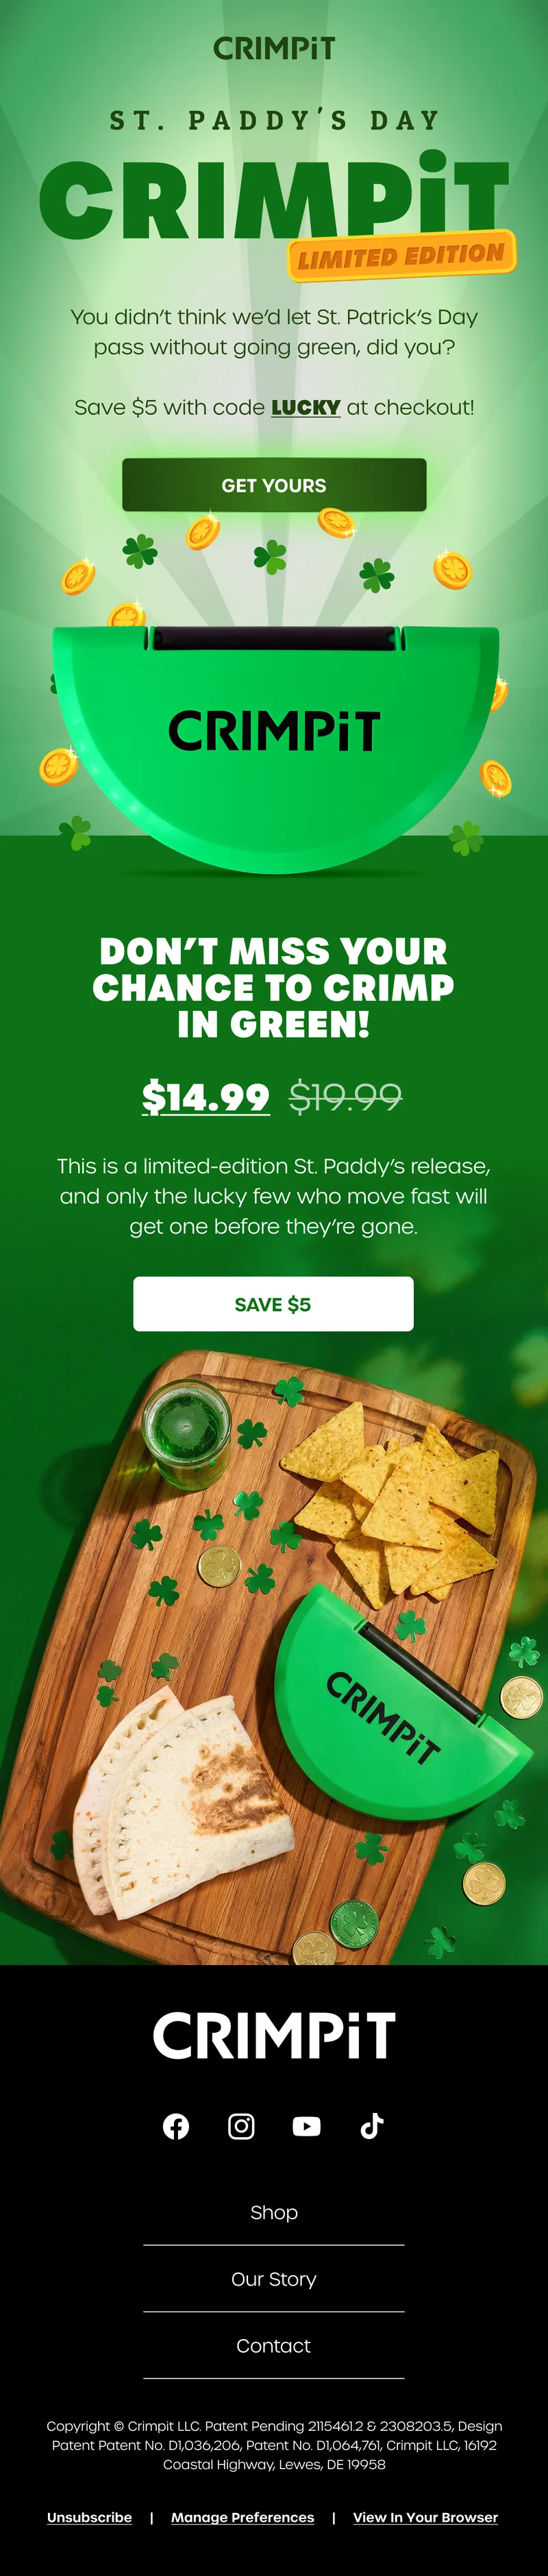 CRIMPiT
ST. PADDY'S DAY
CRIMPiT
LIMITED EDITION
You didn't think we'd let St. Patrick's Day
pass without going green, did you?
Save $5 with code LUCKY at checkout!
GET YOURS
CRIMPiT
DON'T MISS YOUR
CHANCE TO CRIMP
IN GREEN!
$14.99 $19.99
This is a limited-edition St. Paddy's release,
and only the lucky few who move fast will
get one before they're gone.
SAVE $5
CRIMPiT
CRIMPiT
Shop
Our Story
Contact
Copyright © Crimpit LLC. Patent Pending 2115461.2 & 2308203.5, Design
Patent Patent No. D1,036,206, Patent No. D1,064,761, Crimpit LLC, 16192
Coastal Highway, Lewes, DE 19958
Unsubscribe | Manage Preferences | View In Your Browser